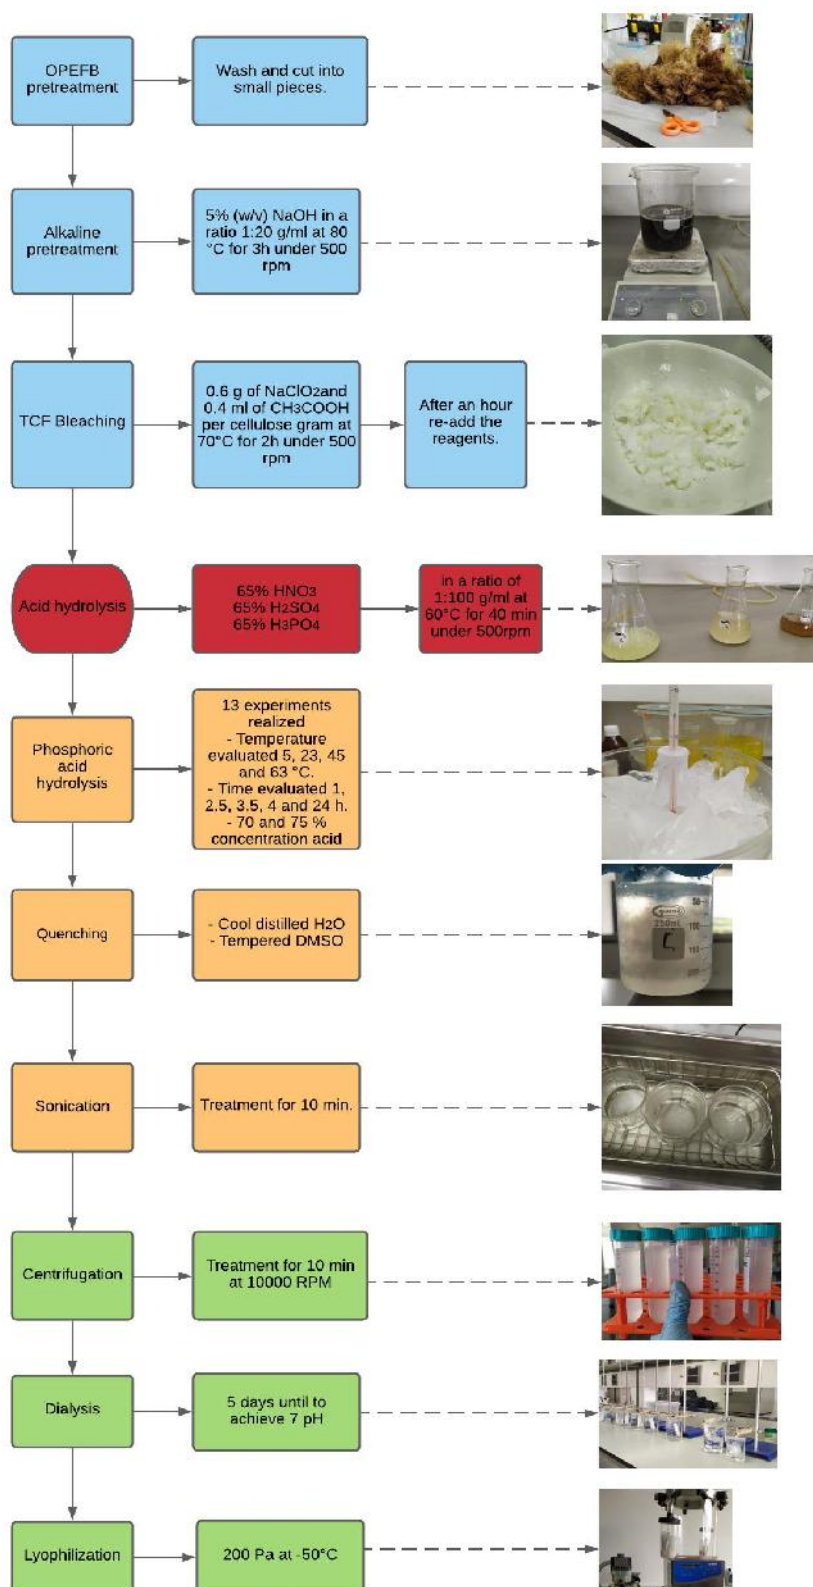 OPEFB
pretreatment
Wash and cut into
small pieces.
Alkaline
pretreatment
5% (w/v) NaOH in a
ratio 1:20 g/ml at 80
°C for 3h under 500
rpm
TCF Bleaching
0.6 g of NaClO2and
0.4 ml of CH3COOH
per cellulose gram at
70°C for 2h under 500
rpm
After an hour
re-add the
reagents.
Acid hydrolysis
65% HNO3
65% H2SO4
65% H3PO4
in a ratio of
1:100 g/ml at
60°C for 40 min
under 500rpm
Phosphoric
acid
hydrolysis
13 experiments
realized
- Temperature
evaluated 5, 23, 45
and 63 °C.
- Time evaluated 1,
2.5, 3.5, 4 and 24 h.
- 70 and 75 %
concentration acid
Quenching
- Cool distilled H2O
- Tempered DMSO
250mL
50
100
150
Sonication
Treatment for 10 min.
Centrifugation
Treatment for 10 min
at 10000 RPM
Dialysis
5 days until to
achieve 7 pH
Lyophilization
200 Pa at -50°C